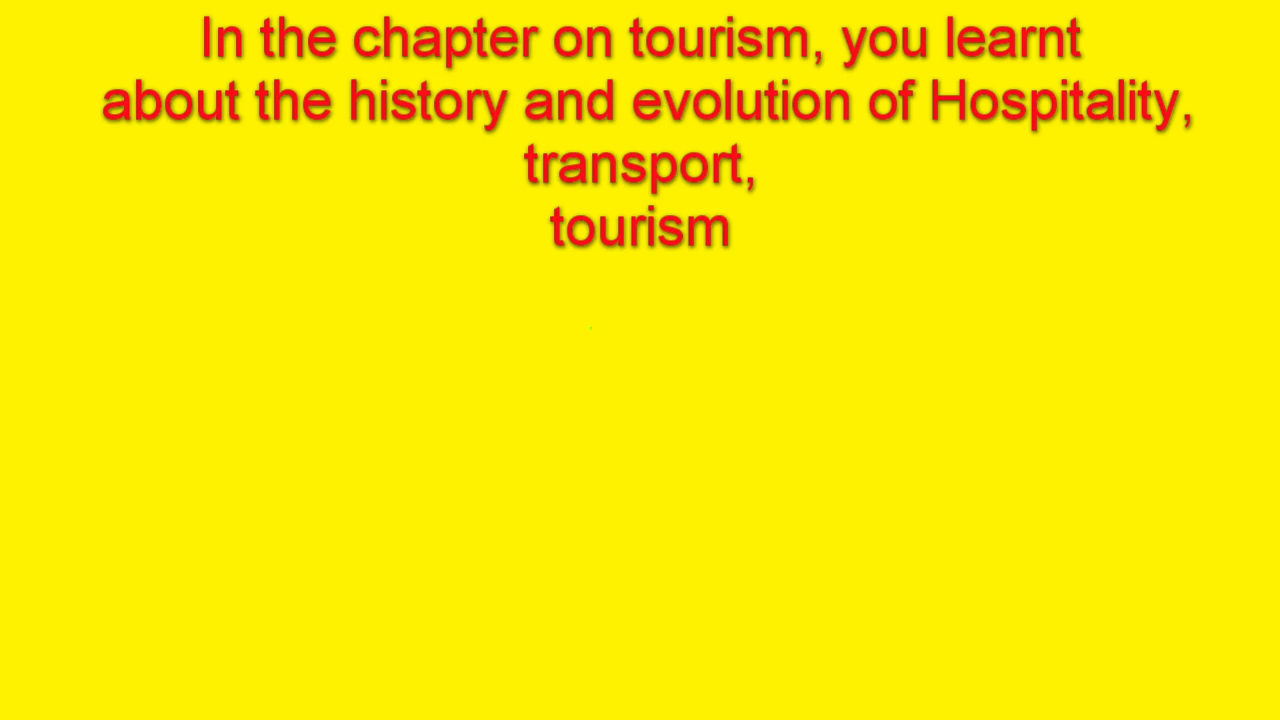 In the chapter on tourism, you learnt
about the history and evolution of Hospitality,
transport,
tourism